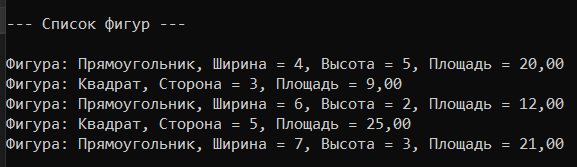 --- Список фигур ---
Фигура: Прямоугольник, Ширина = 4, Высота = 5, Площадь = 20,00
Фигура: Квадрат, Сторона = 3, Площадь = 9,00
Фигура: Прямоугольник, Ширина = 6, Высота = 2, Площадь = 12,00
Фигура: Квадрат, Сторона = 5, Площадь = 25,00
Фигура: Прямоугольник, Ширина = 7, Высота = 3, Площадь = 21,00